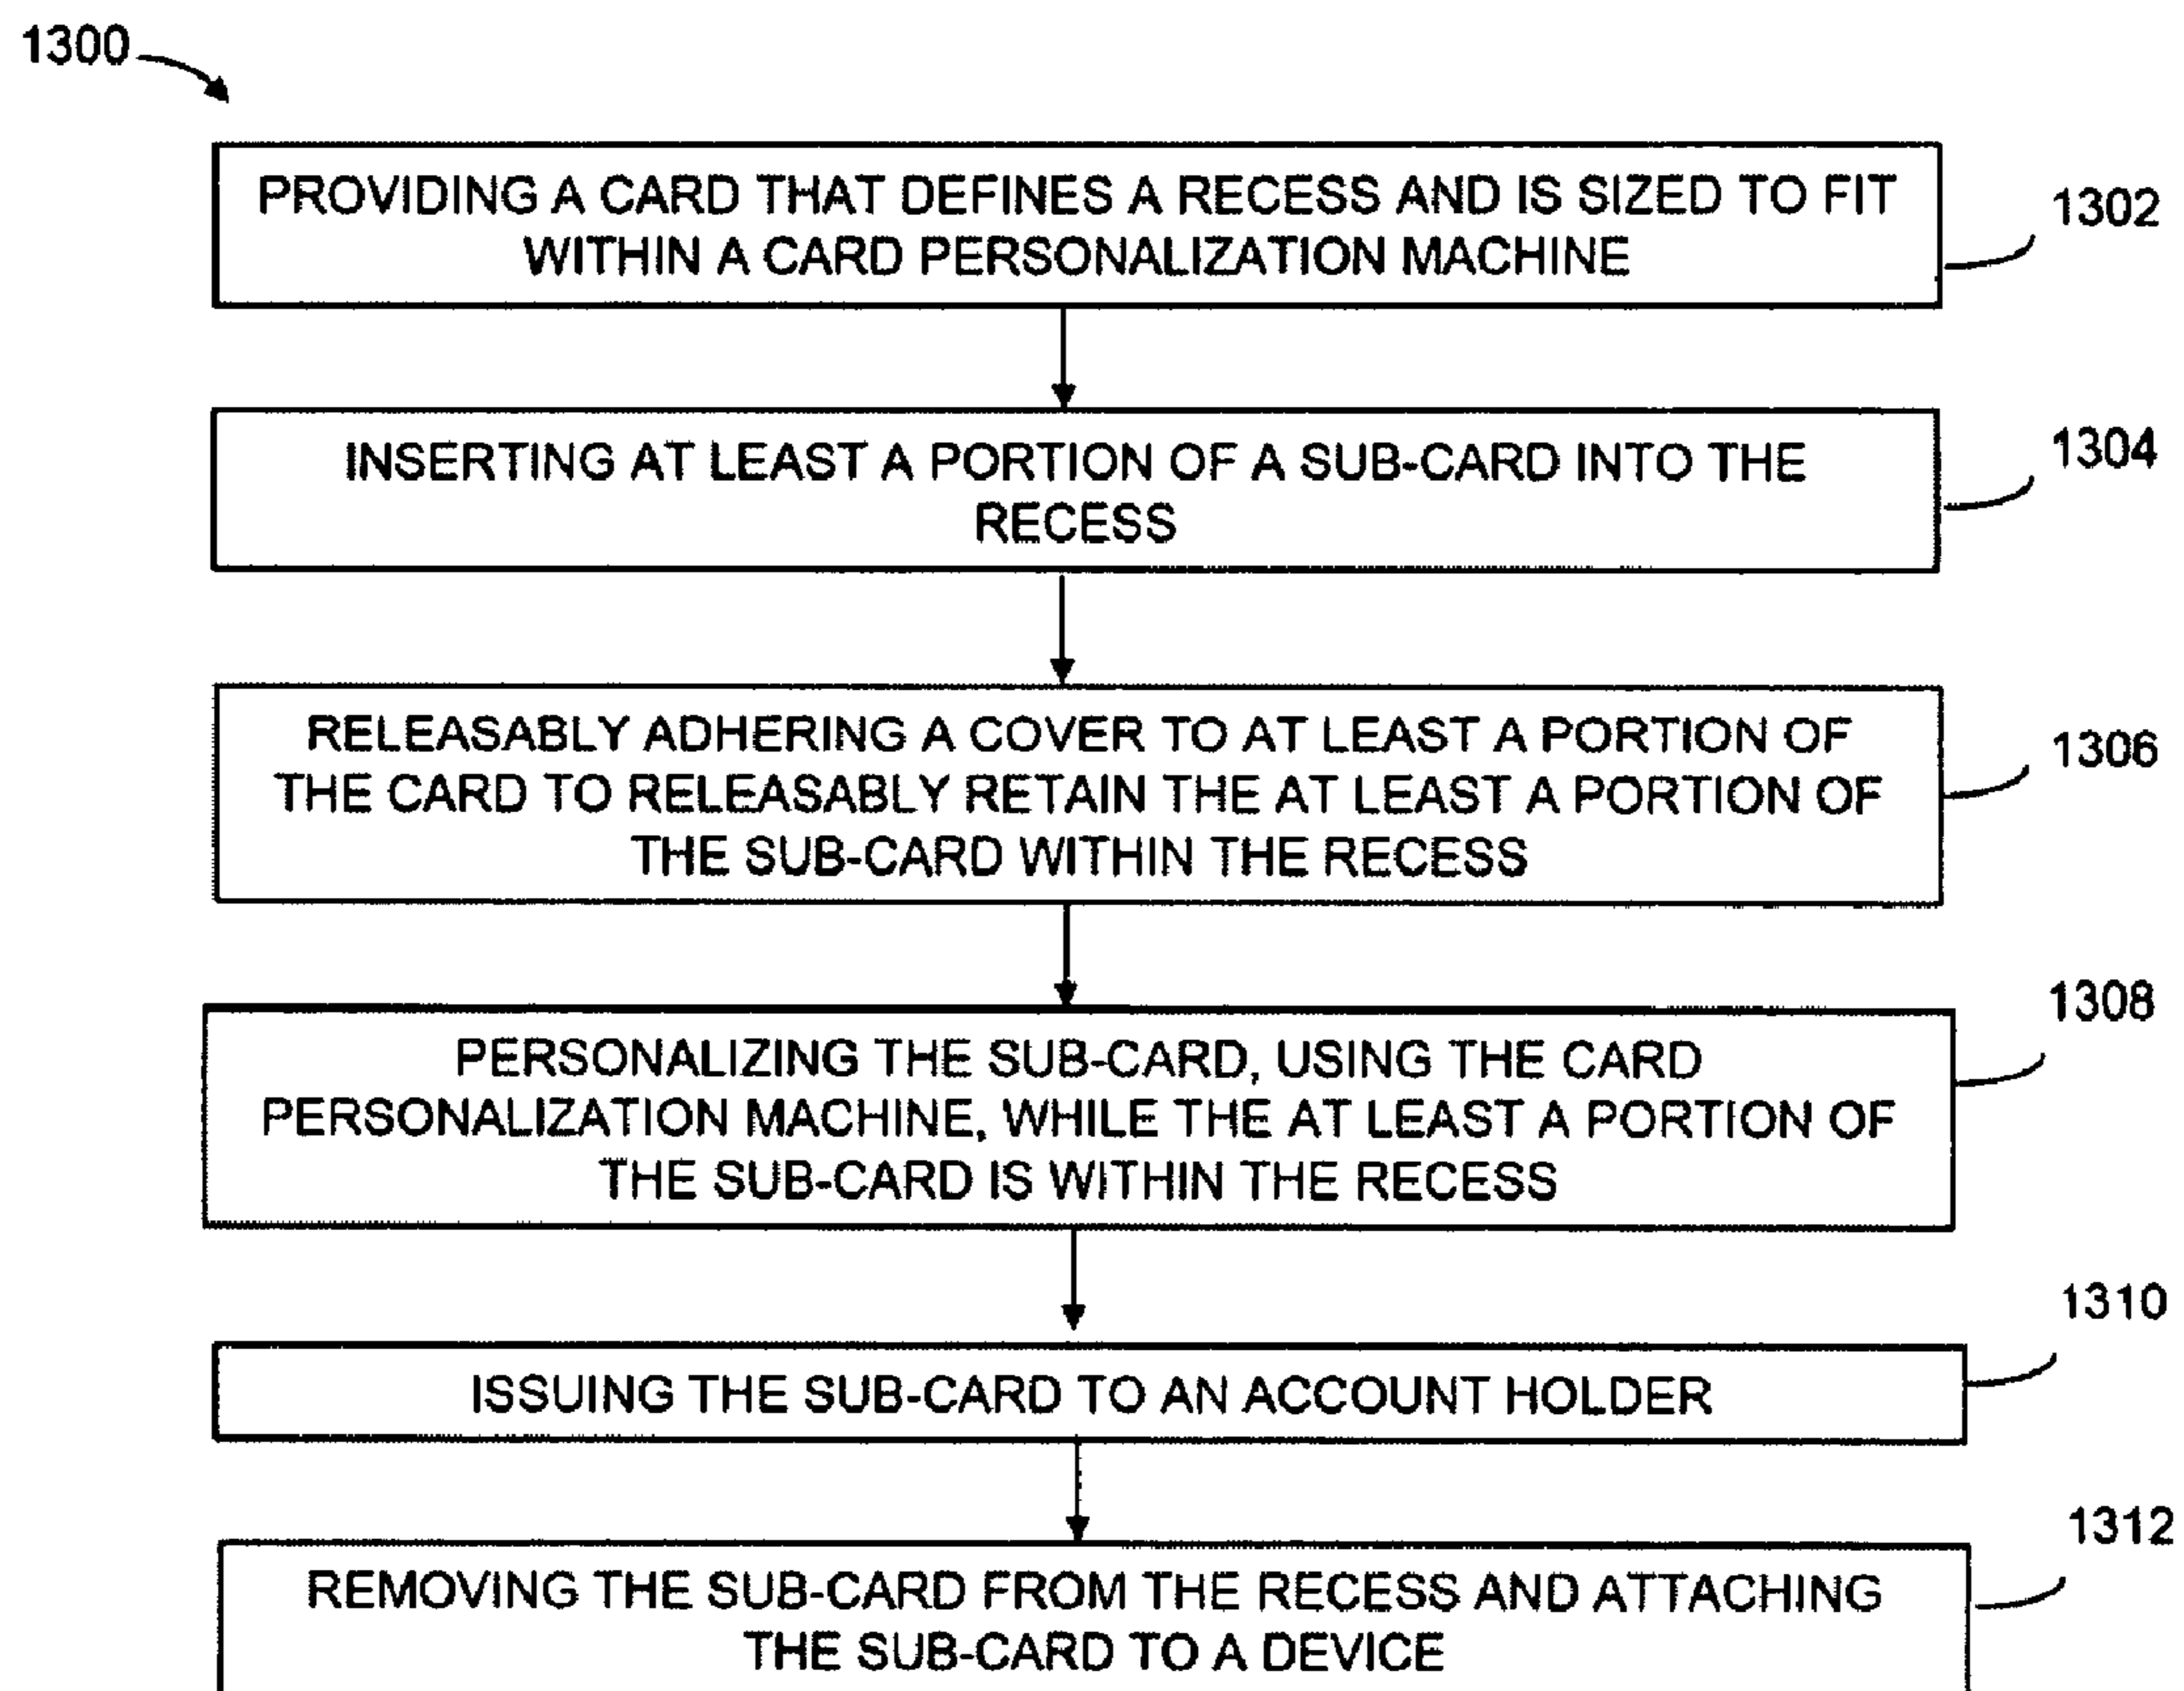 1300
PROVIDING A CARD THAT DEFINES A RECESS AND IS SIZED TO FIT
WITHIN A CARD PERSONALIZATION MACHINE
1302
INSERTING AT LEAST A PORTION OF A SUB-CARD INTO THE
RECESS
1304
RELEASABLY ADHERING A COVER TO AT LEAST A PORTION OF
THE CARD TO RELEASABLY RETAIN THE AT LEAST A PORTION OF
THE SUB-CARD WITHIN THE RECESS
1306
PERSONALIZING THE SUB-CARD, USING THE CARD
PERSONALIZATION MACHINE, WHILE THE AT LEAST A PORTION OF
THE SUB-CARD IS WITHIN THE RECESS
1308
ISSUING THE SUB-CARD TO AN ACCOUNT HOLDER
1310
REMOVING THE SUB-CARD FROM THE RECESS AND ATTACHING
THE SUB-CARD TO A DEVICE
1312